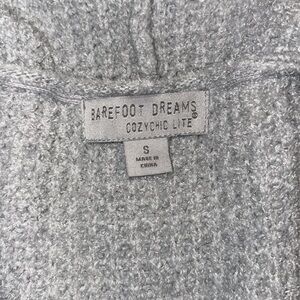 BAREFOOT DREAMS®
COZYCHIC LITE®
S
MADE IN
CHINA